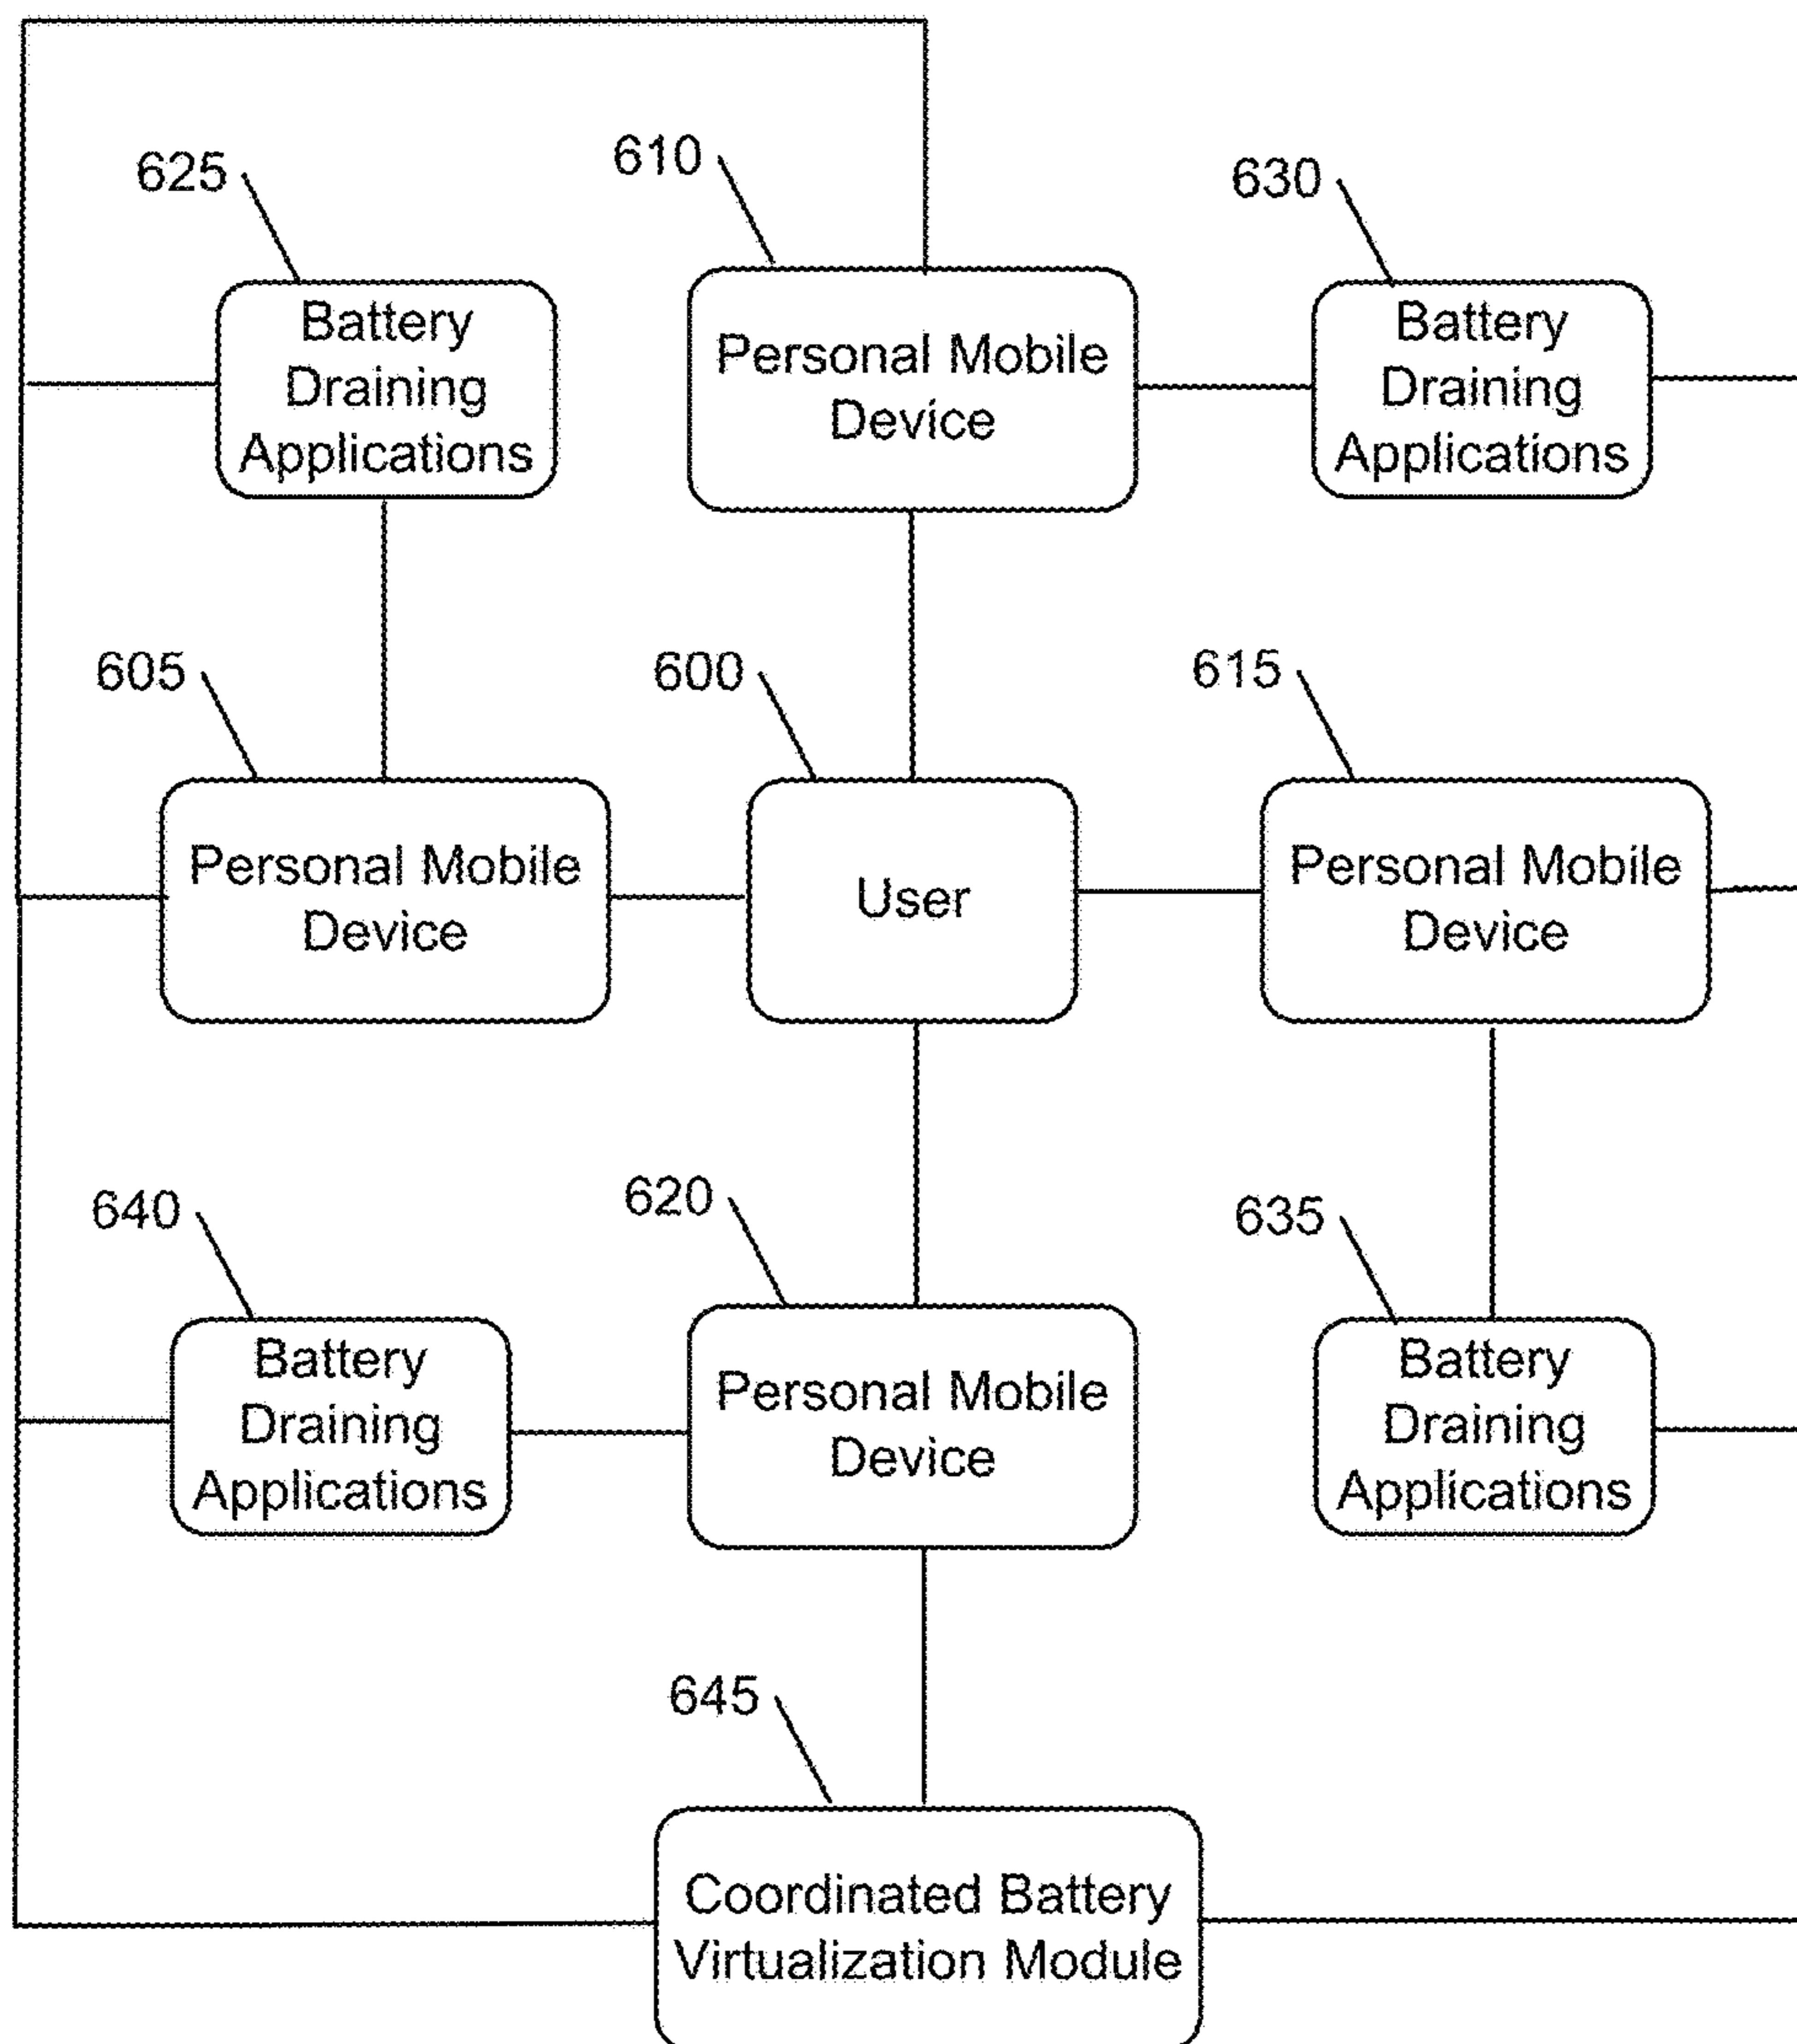 625
610
630
Battery
Draining
Applications
Personal Mobile
Device
Battery
Draining
Applications
605
600
615
Personal Mobile
Device
User
Personal Mobile
Device
640
620
635
Battery
Draining
Applications
Personal Mobile
Device
Battery
Draining
Applications
645
Coordinated Battery
Virtualization Module